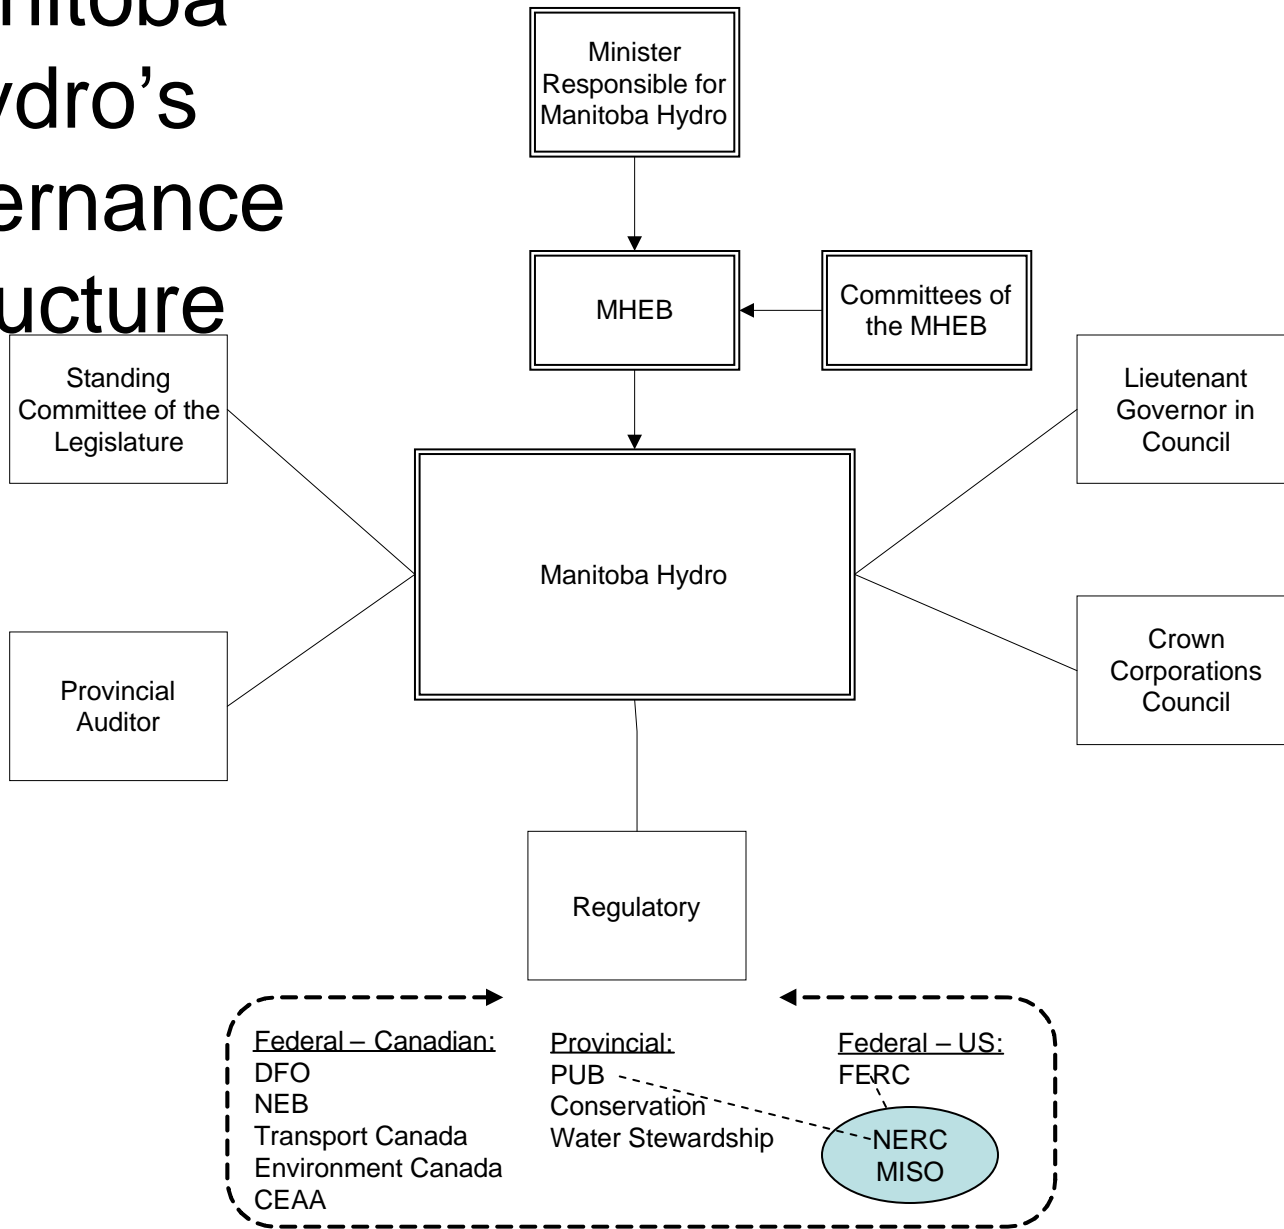 nitoba
ydro’s
ernance
ucture
Minister
Responsible for
Manitoba Hydro
MHEB
Committees of
the MHEB
Standing
Committee of the
Legislature
Lieutenant
Governor in
Council
Manitoba Hydro
Provincial
Auditor
Crown
Corporations
Council
Regulatory
Federal – Canadian:
DFO
NEB
Transport Canada
Environment Canada
CEAA
Provincial:
PUB
Conservation
Water Stewardship
Federal – US:
FERC
NERC
MISO